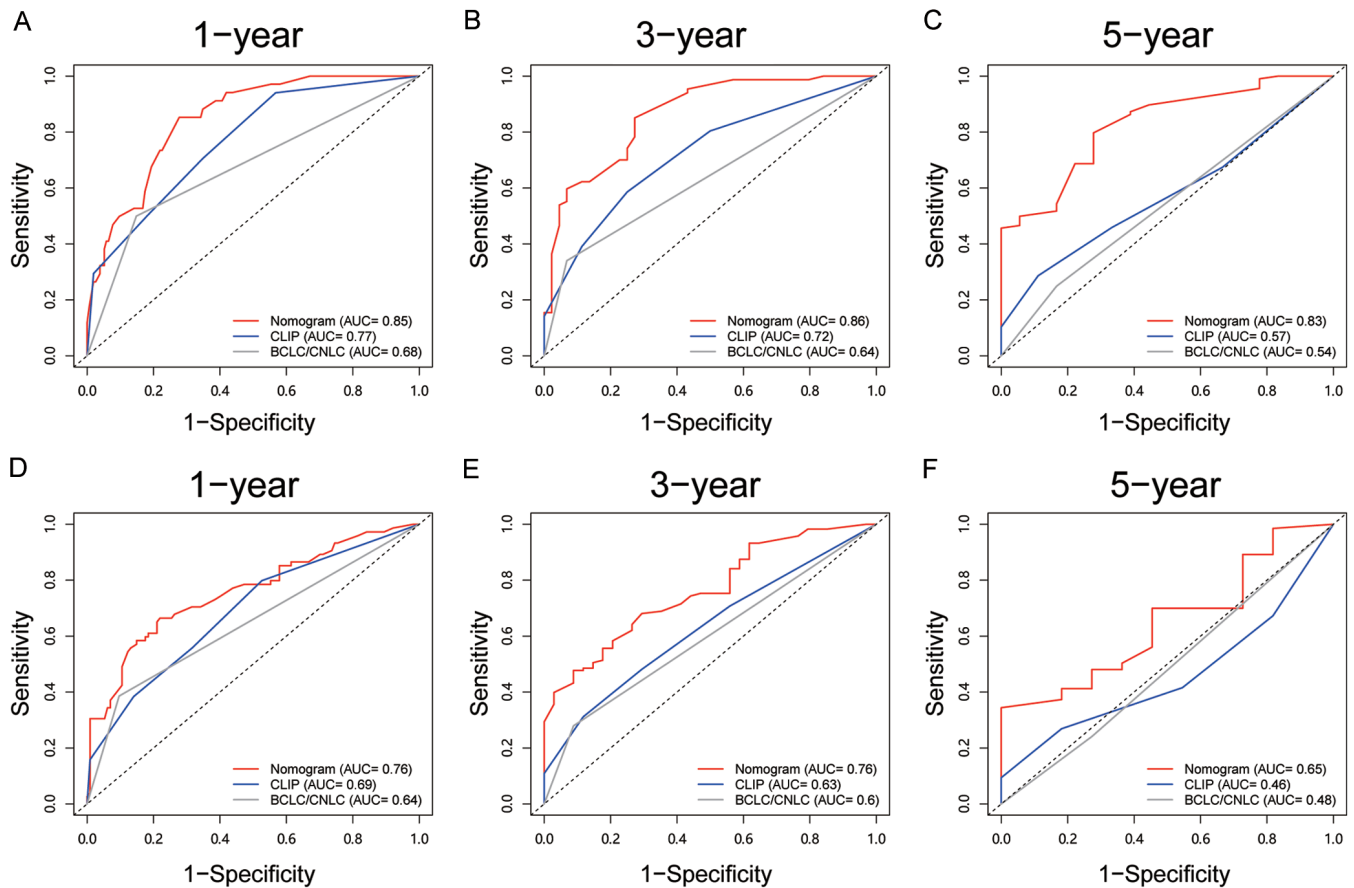 A
1−year
Sensitivity
1.0
0.8
0.6
0.4
0.2
0.0
Nomogram (AUC= 0.85)
CLIP (AUC= 0.77)
BCLC/CNLC (AUC= 0.68)
0.0 0.2 0.4 0.6 0.8 1.0
1−Specificity
B
3−year
Sensitivity
1.0
0.8
0.6
0.4
0.2
0.0
Nomogram (AUC= 0.86)
CLIP (AUC= 0.72)
BCLC/CNLC (AUC= 0.64)
0.0 0.2 0.4 0.6 0.8 1.0
1−Specificity
C
5−year
Sensitivity
1.0
0.8
0.6
0.4
0.2
0.0
Nomogram (AUC= 0.83)
CLIP (AUC= 0.57)
BCLC/CNLC (AUC= 0.54)
0.0 0.2 0.4 0.6 0.8 1.0
1−Specificity
D
1−year
Sensitivity
1.0
0.8
0.6
0.4
0.2
0.0
Nomogram (AUC= 0.76)
CLIP (AUC= 0.69)
BCLC/CNLC (AUC= 0.64)
0.0 0.2 0.4 0.6 0.8 1.0
1−Specificity
E
3−year
Sensitivity
1.0
0.8
0.6
0.4
0.2
0.0
Nomogram (AUC= 0.76)
CLIP (AUC= 0.63)
BCLC/CNLC (AUC= 0.6)
0.0 0.2 0.4 0.6 0.8 1.0
1−Specificity
F
5−year
Sensitivity
1.0
0.8
0.6
0.4
0.2
0.0
Nomogram (AUC= 0.65)
CLIP (AUC= 0.46)
BCLC/CNLC (AUC= 0.48)
0.0 0.2 0.4 0.6 0.8 1.0
1−Specificity